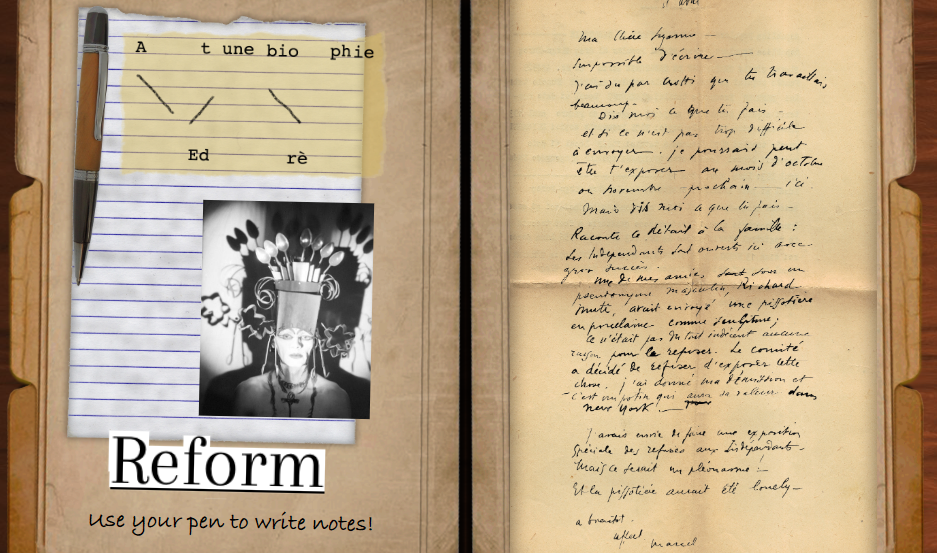 A t une bio phie
Ed rè
Reform
Use your pen to write notes!
avril
Ma chère Suzanne –
Impossible d'écrire –
j'ai su par Crotti que tu travaillais
beaucoup –
Dis moi ce que tu fais –
et si ce n'est pas trop difficile
à envoyer. je pourrais peut
être t'exposer au mois d'octobre
ou novembre prochain – ici
Mais dis moi ce que tu fais –
Raconte ce détail à la famille :
Les Indépendants sont ouverts ici avec
gros succès.
Une de mes amies sous un
pseudonyme masculin, Richard
Mutt, avait envoyé une pissotière
en porcelaine comme sculpture;
ce n'était pas du tout indécent aucune
raison pour la refuser. Le comité
a décidé de refuser d'exposer cette
chose. j'ai donné ma démission et
c'est un potin qui aura sa valeur dans
New York. –
J'avais envie de faire une exposition
spéciale des refusés aux Indépendants –
Mais ce serait un pléonasme –
Et la pissotière aurait été lonely –
à bientôt
affect.
Marcel